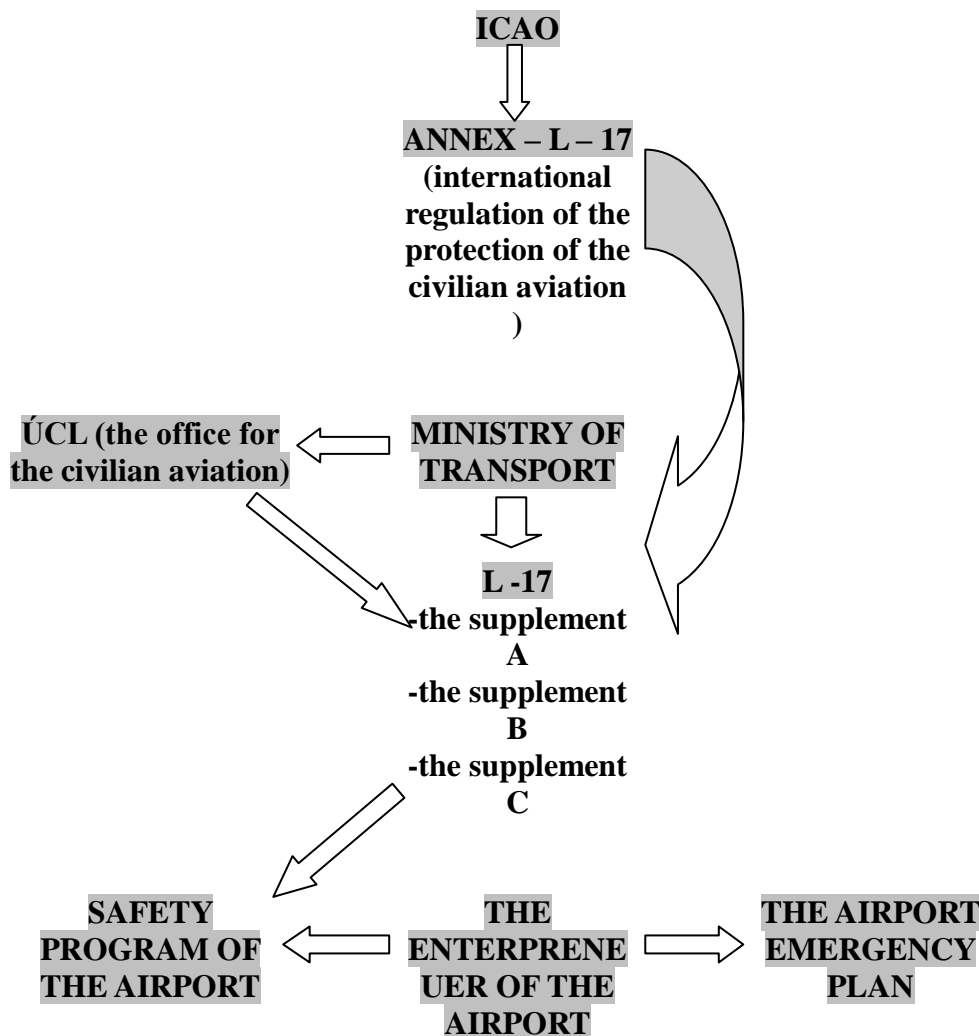 ICAO
ANNEX – L – 17
(international
regulation of the
protection of the
civilian aviation
)
ÚCL (the office for
the civilian aviation)
MINISTRY OF
TRANSPORT
L -17
-the supplement
A
-the supplement
B
-the supplement
C
SAFETY
PROGRAM OF
THE AIRPORT
THE
ENTERPRENE
UER OF THE
AIRPORT
THE AIRPORT
EMERGENCY
PLAN